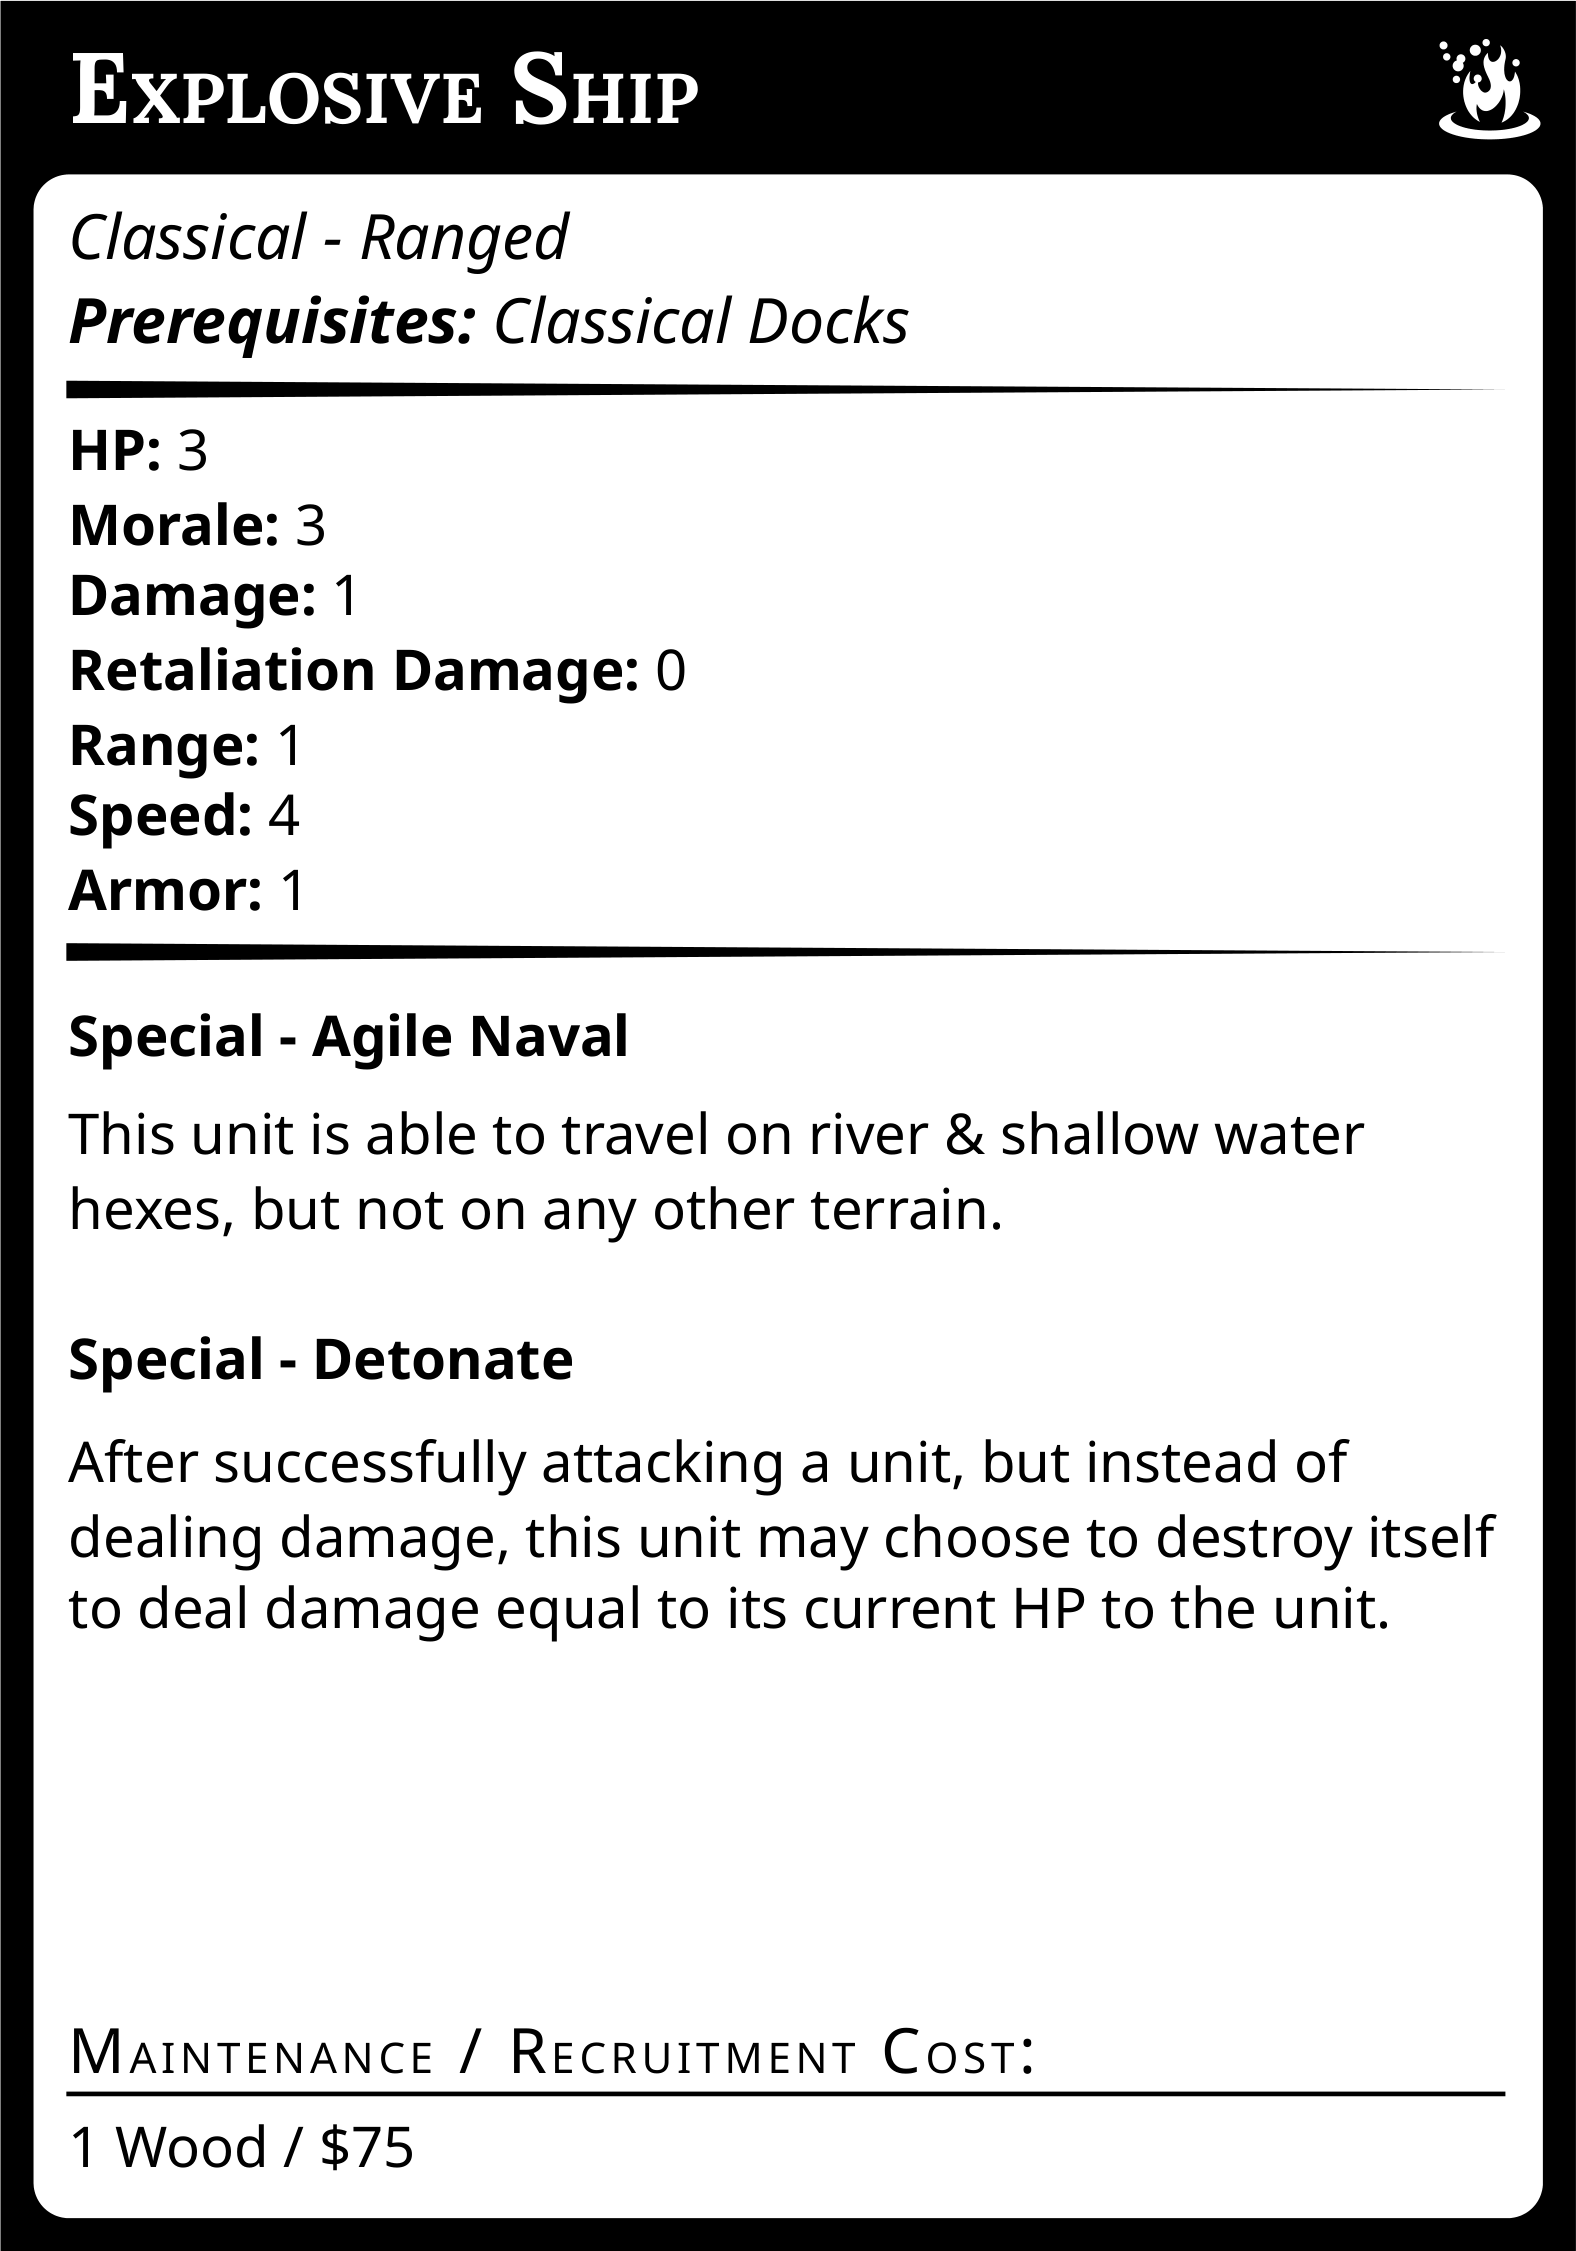 Explosive Ship
Classical - Ranged
Prerequisites: Classical Docks
HP: 3
Morale: 3
Damage: 1
Retaliation Damage: 0
Range: 1
Speed: 4
Armor: 1
Special - Agile Naval
This unit is able to travel on river & shallow water
hexes, but not on any other terrain.
Special - Detonate
After successfully attacking a unit, but instead of
dealing damage, this unit may choose to destroy itself
to deal damage equal to its current HP to the unit.
Maintenance / Recruitment Cost:
1 Wood / $75